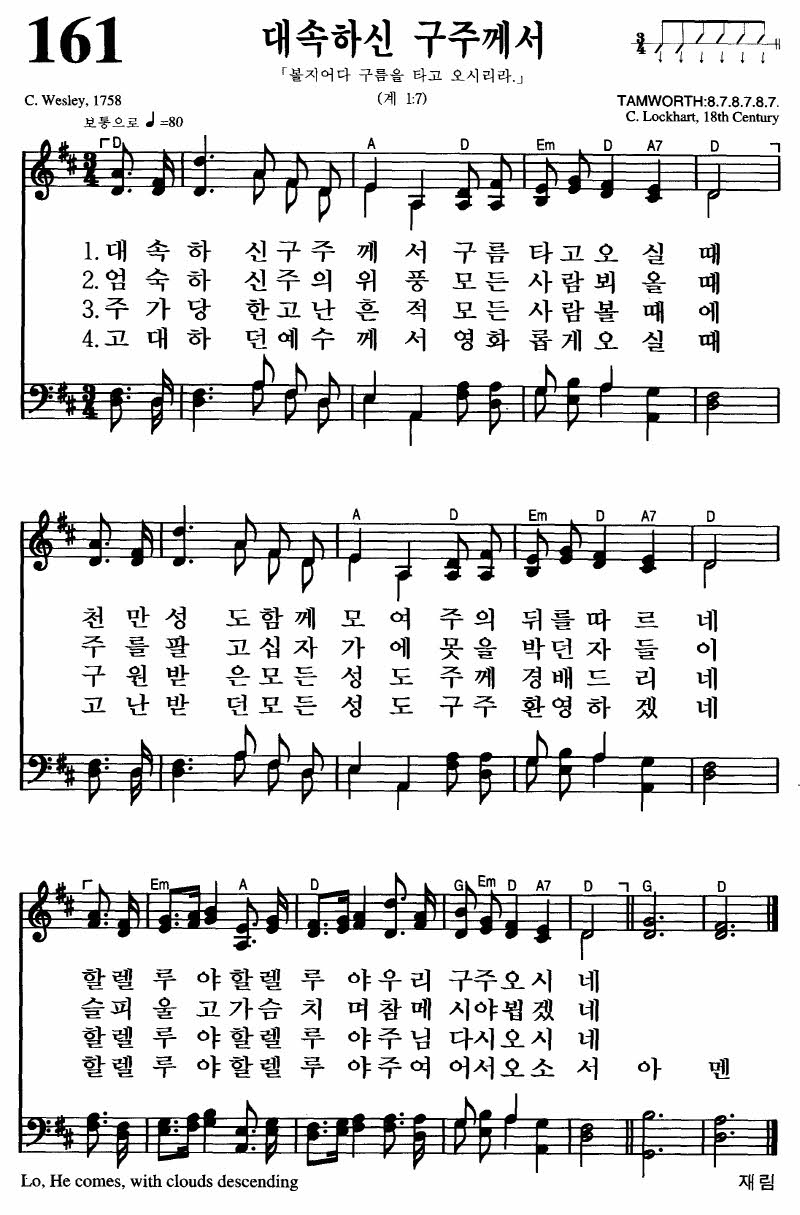 161
대속하신 구주께서
「볼지어다 구름을 타고 오시리라.」
(계 1:7)
3/4
C. Wesley, 1758
TAMWORTH:8.7.8.7.8.7.
C. Lockhart, 18th Century
보통으로 ♩=80
D A D Em D A7 D
1.대 속 하 신 구 주 께 서 구 름 타 고 오 실 때
2.엄 숙 하 신 주 의 위 풍 모 든 사 람 뵈 올 때
3.주 가 당 한 고 난 흔 적 모 든 사 람 볼 때 에
4.고 대 하 던 예 수 께 서 영 화 롭 게 오 실 때
A D Em D A7 D
천 만 성 도 함 께 모 여 주 의 뒤 를 따 르 네
주 를 팔 고 십 자 가 에 못 을 박 던 자 들 이
구 원 받 은 모 든 성 도 주 께 경 배 드 리 네
고 난 받 던 모 든 성 도 구 주 환 영 하 겠 네
Em A D G Em D A7 D G D
할 렐 루 야 할 렐 루 야 우 리 구 주 오 시 네
슬 피 울 고 가 슴 치 며 참 메 시 야 뵙 겠 네
할 렐 루 야 할 렐 루 야 주 님 다 시 오 시 네
할 렐 루 야 할 렐 루 야 주 여 어 서 오 소 서 아 멘
Lo, He comes, with clouds descending
재림